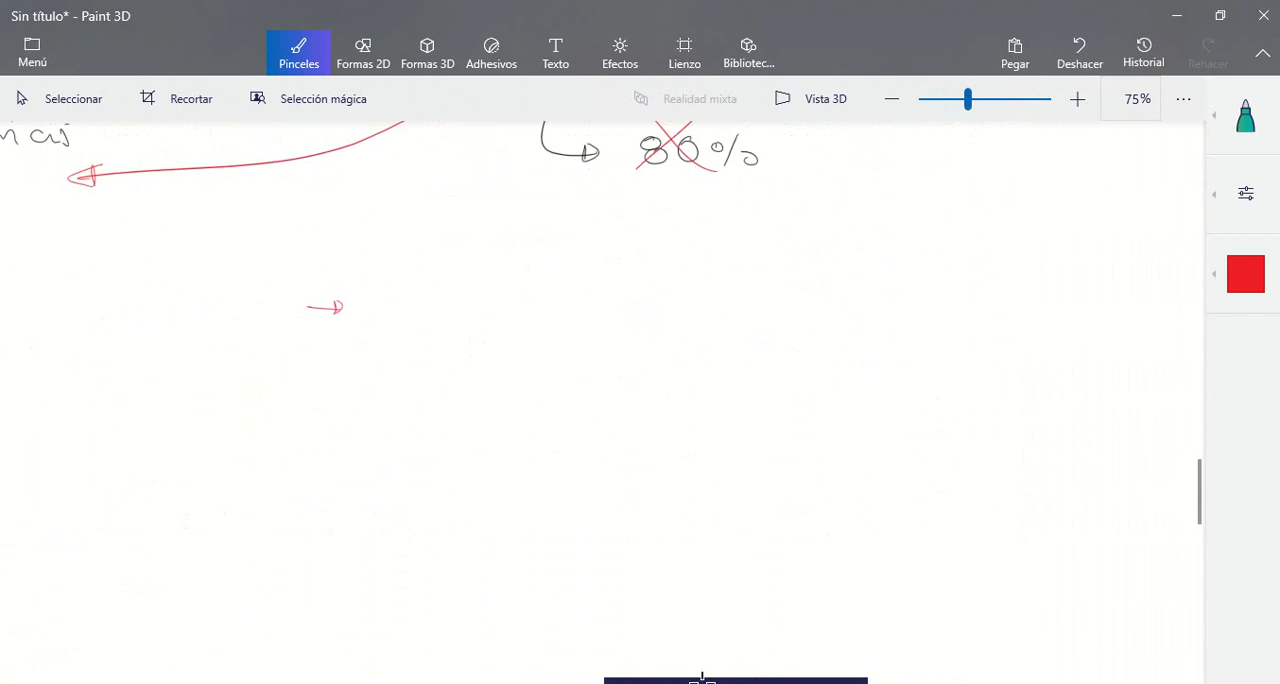 Sin título* - Paint 3D
Menú
Pinceles
Formas 2D
Formas 3D
Adhesivos
Texto
Efectos
Lienzo
Bibliotec...
Pegar
Deshacer
Historial
Rehacer
Seleccionar
Recortar
Selección mágica
Realidad mixta
Vista 3D
75%
80%